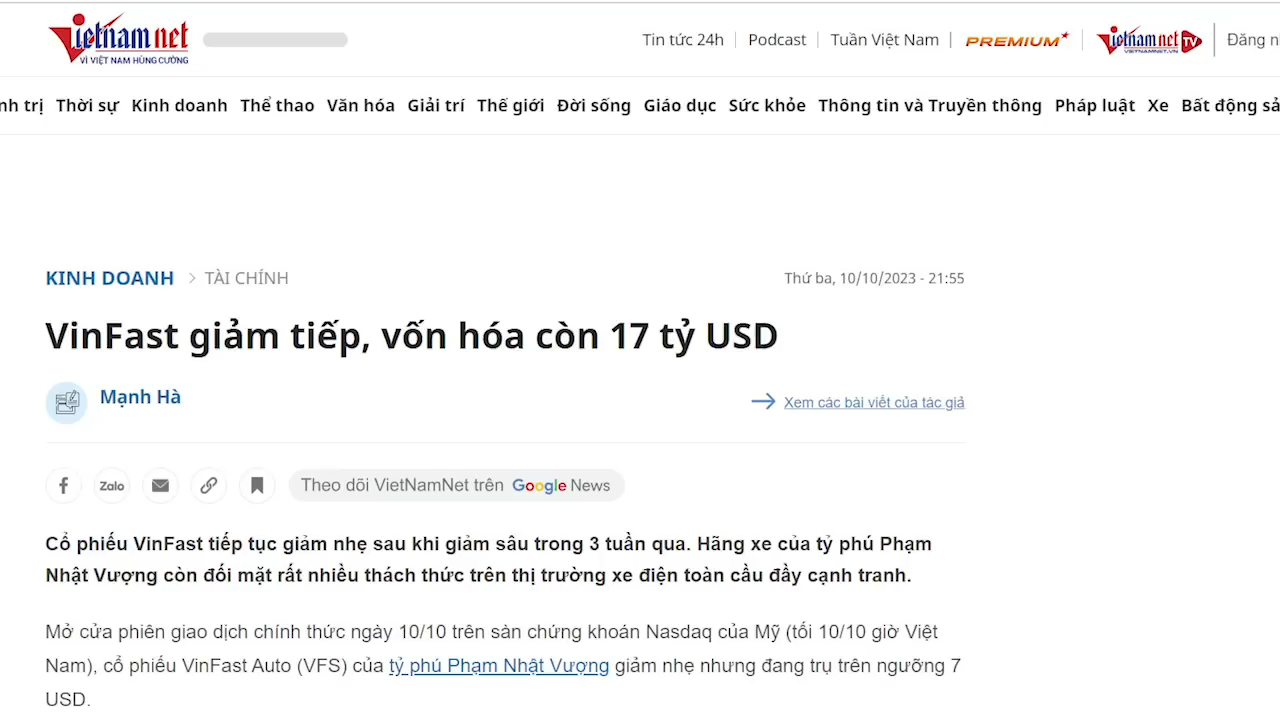 Vietnamnet
VÌ VIỆT NAM HÙNG CƯỜNG
Tin tức 24h
Podcast
Tuần Việt Nam
PREMIUM
Vietnamnet TV
VIETNAMNET.VN
Đăng n
nh trị Thời sự Kinh doanh Thể thao Văn hóa Giải trí Thế giới Đời sống Giáo dục Sức khỏe Thông tin và Truyền thông Pháp luật Xe Bất động sả
KINH DOANH > TÀI CHÍNH
Thứ ba, 10/10/2023 - 21:55
VinFast giảm tiếp, vốn hóa còn 17 tỷ USD
Mạnh Hà
Xem các bài viết của tác giả
Zalo
Theo dõi VietNamNet trên Google News
Cổ phiếu VinFast tiếp tục giảm nhẹ sau khi giảm sâu trong 3 tuần qua. Hãng xe của tỷ phú Phạm
Nhật Vượng còn đối mặt rất nhiều thách thức trên thị trường xe điện toàn cầu đầy cạnh tranh.
Mở cửa phiên giao dịch chính thức ngày 10/10 trên sàn chứng khoán Nasdaq của Mỹ (tối 10/10 giờ Việt
Nam), cổ phiếu VinFast Auto (VFS) của tỷ phú Phạm Nhật Vượng giảm nhẹ nhưng đang trụ trên ngưỡng 7
USD.